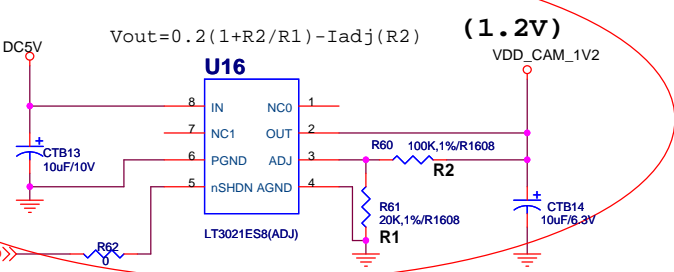 Vout=0.2(1+R2/R1)-Iadj(R2)
(1.2V)
DC5V
VDD_CAM_1V2
U16
8 IN NC0 1
7 NC1 OUT 2
6 PGND ADJ 3
5 nSHDN AGND 4
CTB13
10uF/10V
R60 100K,1%/R1608
R2
R61
20K,1%/R1608
R1
CTB14
10uF/6.3V
LT3021ES8(ADJ)
R62
0